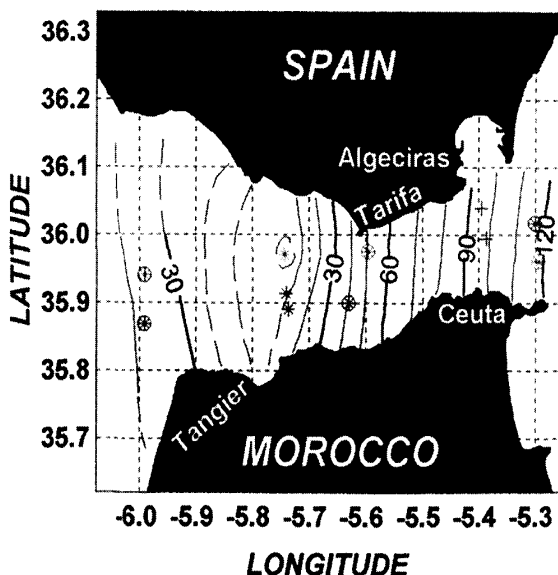 36.3
36.2
36.1
36.0
35.9
35.8
35.7
LATITUDE
SPAIN
Algeciras
Tarifa
30
30
60
90
120
Ceuta
Tangier
MOROCCO
-6.0 -5.9 -5.8 -5.7 -5.6 -5.5 -5.4 -5.3
LONGITUDE